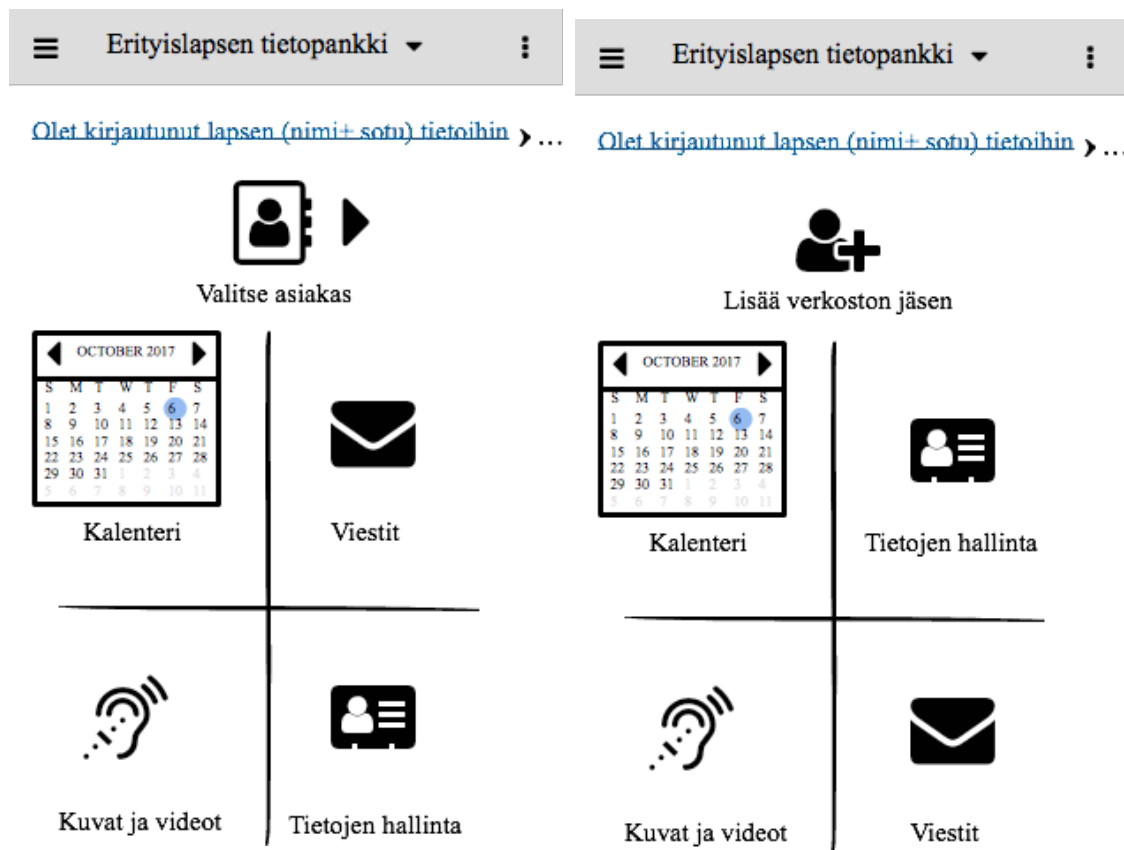 Erityislapsen tietopankki
Olet kirjautunut lapsen (nimi+ sotu) tietoihin ...
Valitse asiakas
OCTOBER 2017
S M T W T F S
1 2 3 4 5 6 7
8 9 10 11 12 13 14
15 16 17 18 19 20 21
22 23 24 25 26 27 28
29 30 31 1 2 3 4
5 6 7 8 9 10 11
Kalenteri
Viestit
Kuvat ja videot
Tietojen hallinta
Erityislapsen tietopankki
Olet kirjautunut lapsen (nimi+ sotu) tietoihin ...
Lisää verkoston jäsen
OCTOBER 2017
S M T W T F S
1 2 3 4 5 6 7
8 9 10 11 12 13 14
15 16 17 18 19 20 21
22 23 24 25 26 27 28
29 30 31 1 2 3 4
5 6 7 8 9 10 11
Kalenteri
Tietojen hallinta
Kuvat ja videot
Viestit